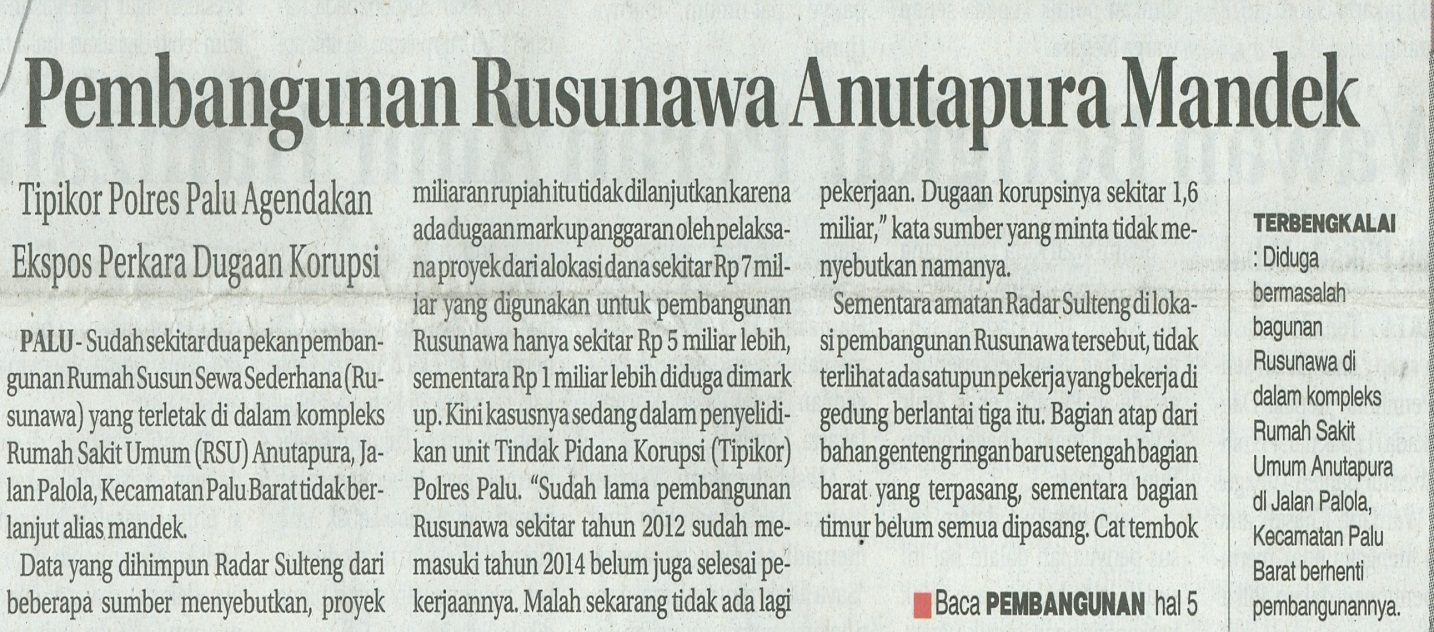 Pembangunan Rusunawa Anutapura Mandek
Tipikor Polres Palu Agendakan
Ekspos Perkara Dugaan Korupsi
PALU - Sudah sekitar dua pekan pemban-
gunan Rumah Susun Sewa Sederhana (Ru-
sunawa) yang terletak di dalam kompleks
Rumah Sakit Umum (RSU) Anutapura, Ja-
lan Palola, Kecamatan Palu Barat tidak ber-
lanjut alias mandek.
Data yang dihimpun Radar Sulteng dari
beberapa sumber menyebutkan, proyek
miliaran rupiah itu tidak dilanjutkan karena
ada dugaan mark up anggaran oleh pelaksa-
na proyek dari alokasi dana sekitar Rp 7 mil-
iar yang digunakan untuk pembangunan
Rusunawa hanya sekitar Rp 5 miliar lebih,
sementara Rp 1 miliar lebih diduga dimark
up. Kini kasusnya sedang dalam penyelidi-
kan unit Tindak Pidana Korupsi (Tipikor)
Polres Palu. “Sudah lama pembangunan
Rusunawa sekitar tahun 2012 sudah me-
masuki tahun 2014 belum juga selesai pe-
kerjaannya. Malah sekarang tidak ada lagi
pekerjaan. Dugaan korupsinya sekitar 1,6
miliar,” kata sumber yang minta tidak me-
nyebutkan namanya.
Sementara amatan Radar Sulteng di loka-
si pembangunan Rusunawa tersebut, tidak
terlihat ada satupun pekerja yang bekerja di
gedung berlantai tiga itu. Bagian atap dari
bahan genteng ringan baru setengah bagian
barat yang terpasang, sementara bagian
timur belum semua dipasang. Cat tembok
Baca PEMBANGUNAN hal 5
TERBENGKALAI
: Diduga
bermasalah
bagunan
Rusunawa di
dalam kompleks
Rumah Sakit
Umum Anutapura
di Jalan Palola,
Kecamatan Palu
Barat berhenti
pembangunannya.